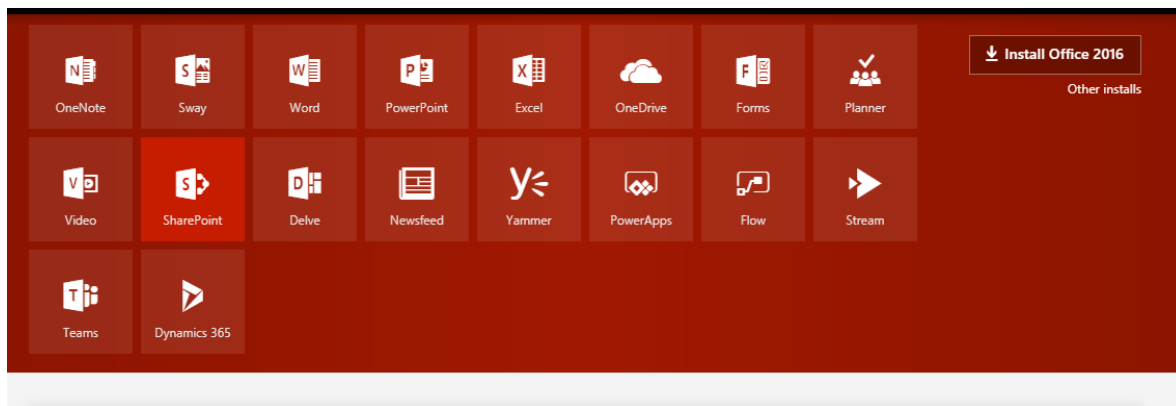 Install Office 2016
Other installs
OneNote Sway Word PowerPoint Excel OneDrive Forms Planner
Video SharePoint Delve Newsfeed Yammer PowerApps Flow Stream
Teams Dynamics 365